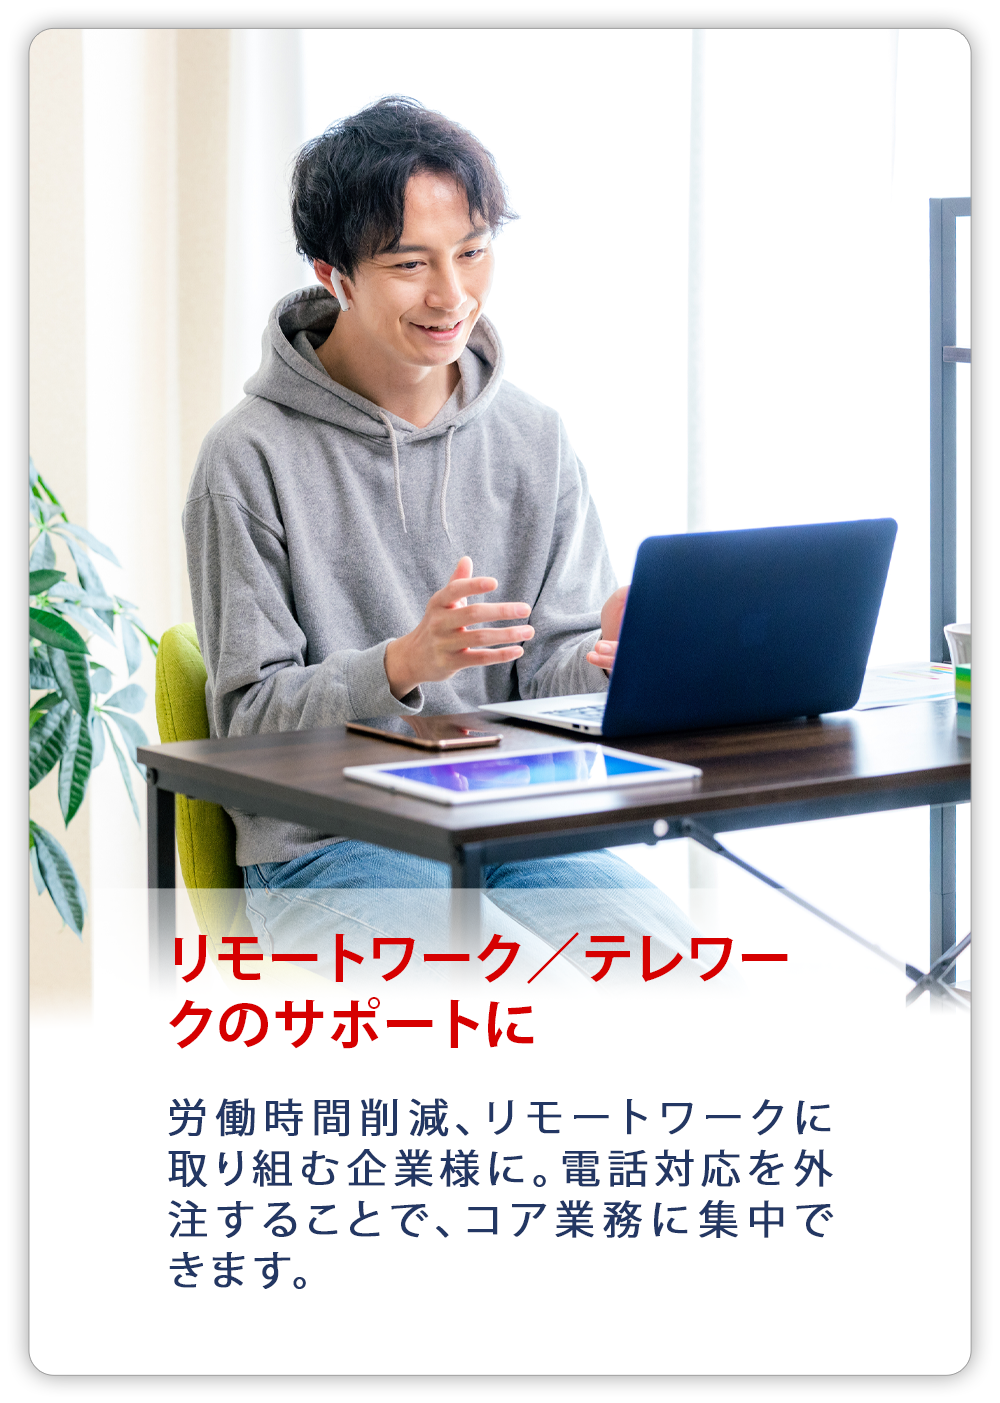 リモートワーク／テレワー
クのサポートに
労働時間削減、リモートワークに
取り組む企業様に。電話対応を外
注することで、コア業務に集中で
きます。